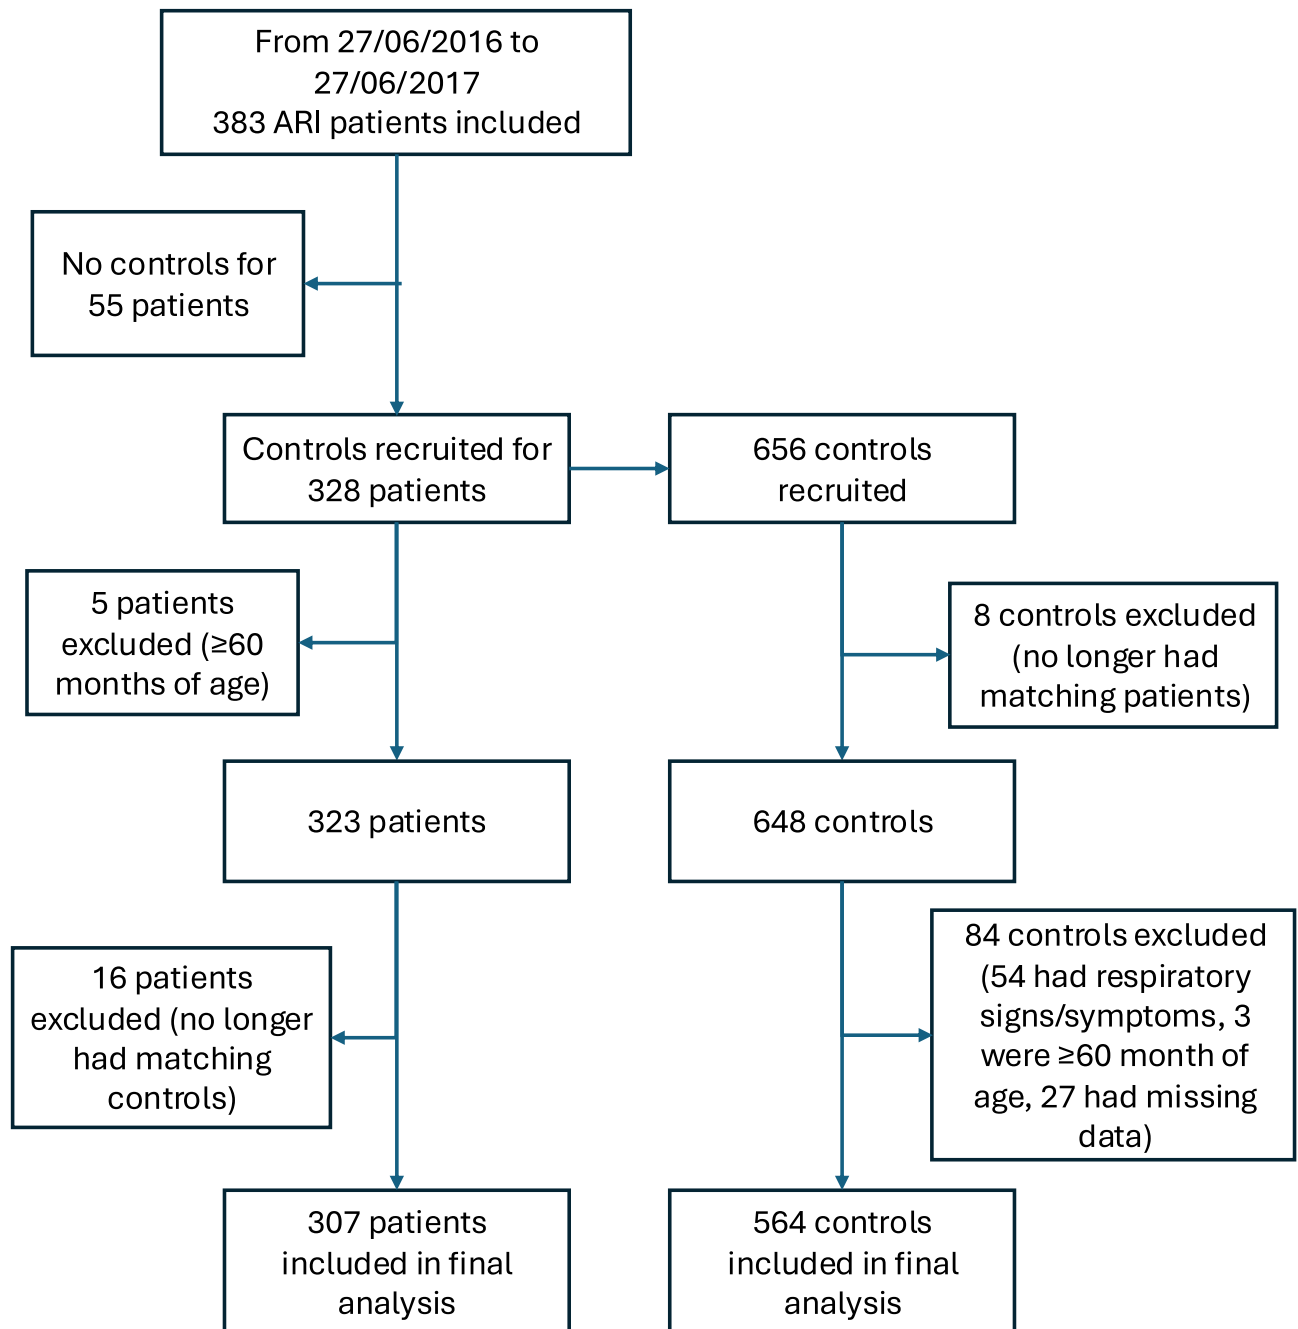 From 27/06/2016 to
27/06/2017
383 ARI patients included
No controls for
55 patients
Controls recruited for
328 patients
656 controls
recruited
5 patients
excluded (≥60
months of age)
8 controls excluded
(no longer had
matching patients)
323 patients
648 controls
16 patients
excluded (no longer
had matching
controls)
84 controls excluded
(54 had respiratory
signs/symptoms, 3
were ≥60 month of
age, 27 had missing
data)
307 patients
included in final
analysis
564 controls
included in final
analysis